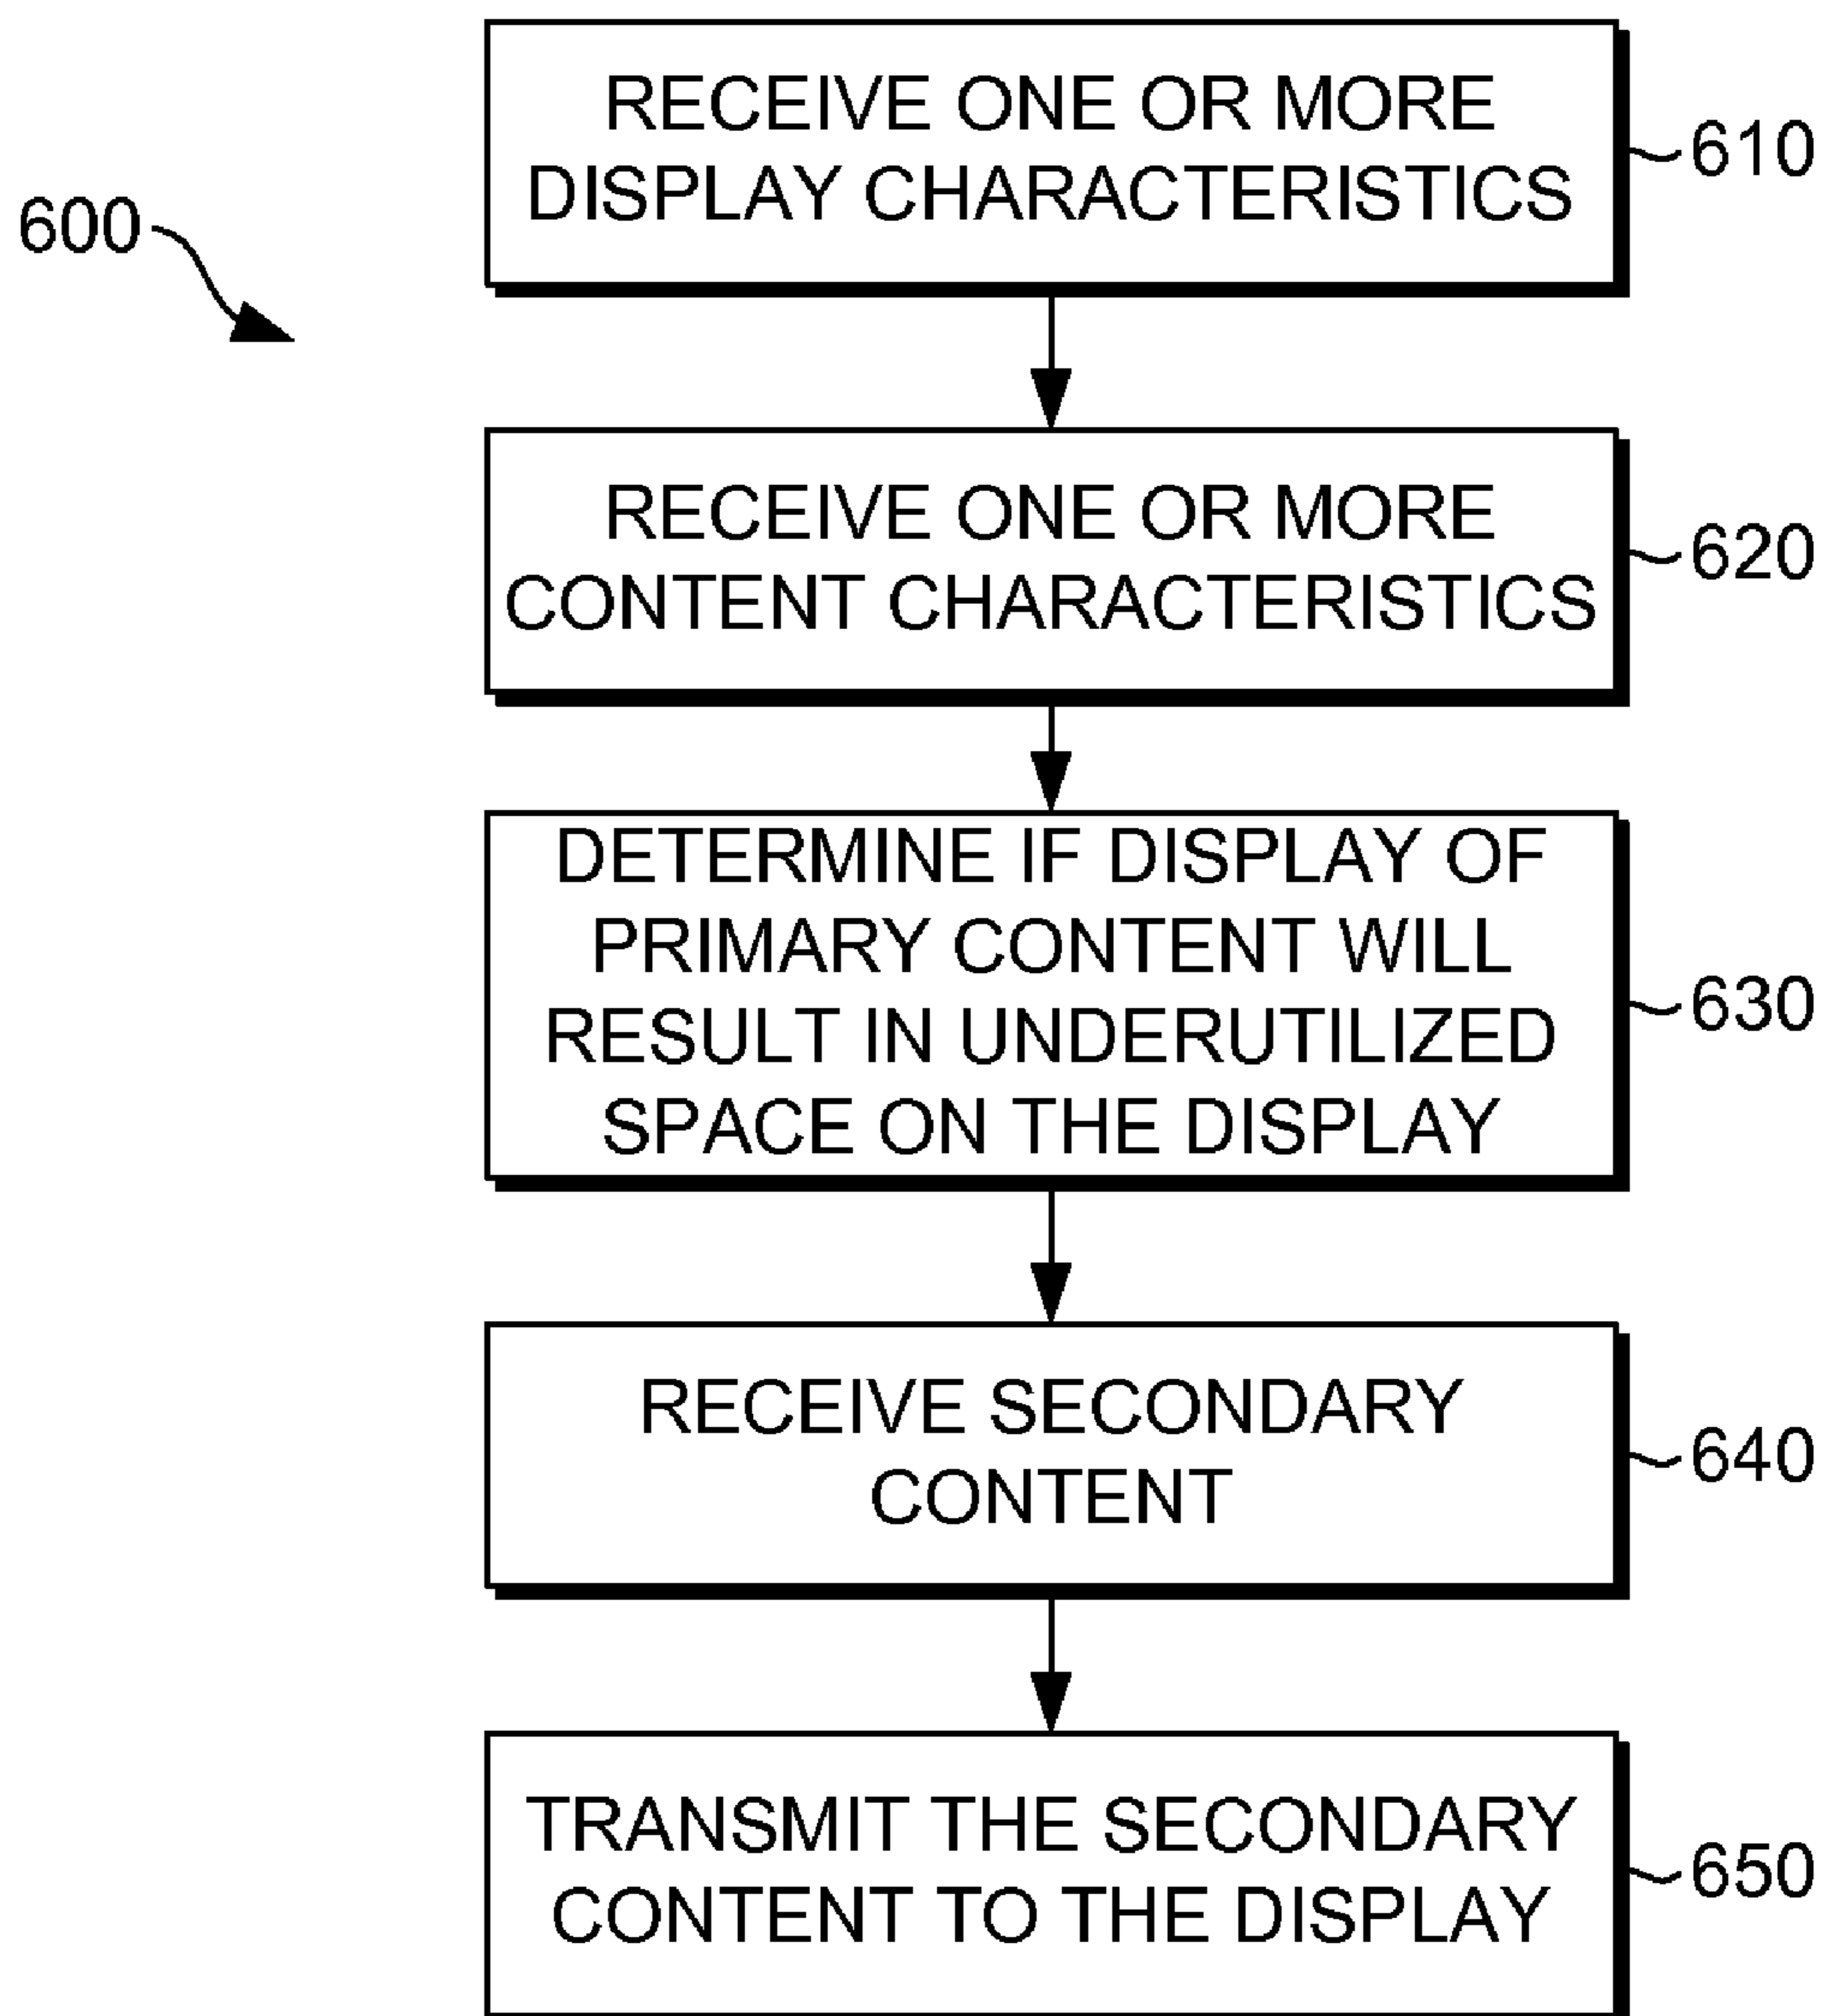 RECEIVE ONE OR MORE
DISPLAY CHARACTERISTICS
610
600
RECEIVE ONE OR MORE
CONTENT CHARACTERISTICS
620
DETERMINE IF DISPLAY OF
PRIMARY CONTENT WILL
RESULT IN UNDERUTILIZED
SPACE ON THE DISPLAY
630
RECEIVE SECONDARY
CONTENT
640
TRANSMIT THE SECONDARY
CONTENT TO THE DISPLAY
650